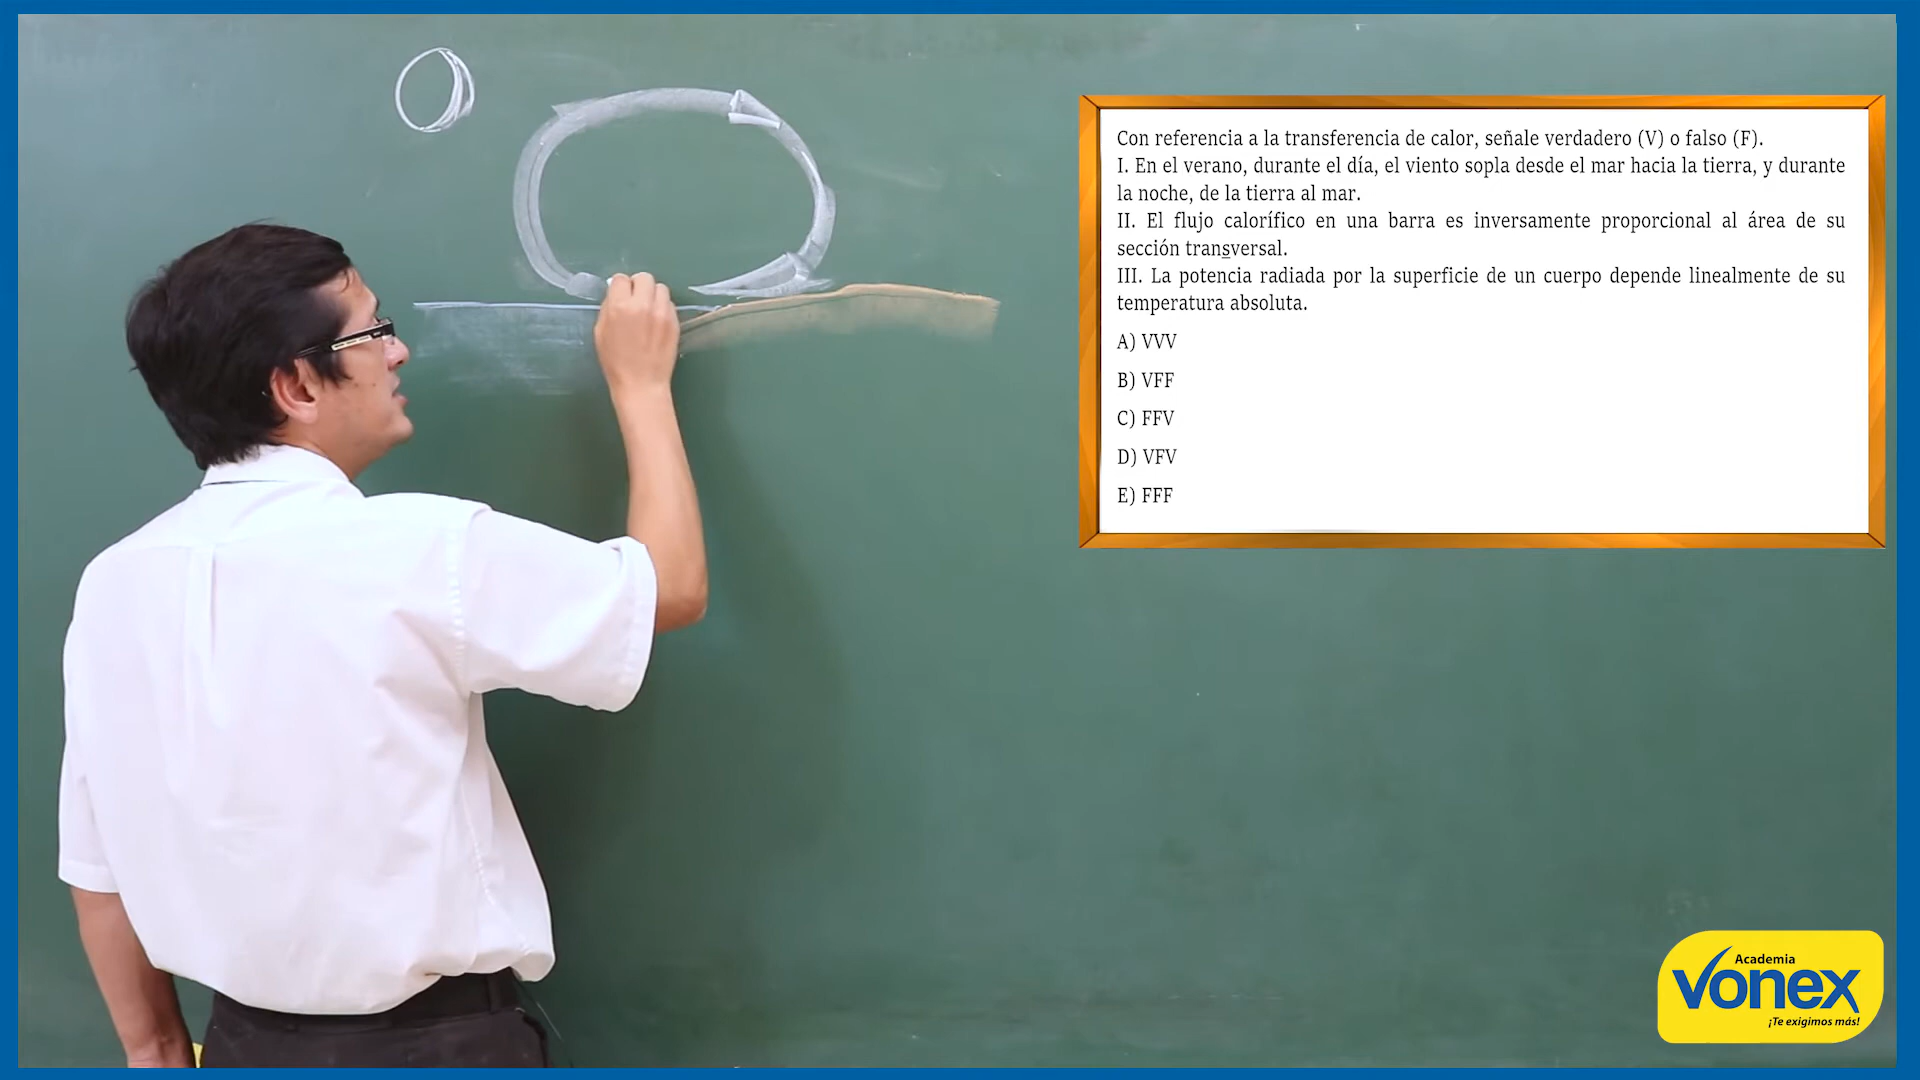 Con referencia a la transferencia de calor, señale verdadero (V) o falso (F).
I. En el verano, durante el día, el viento sopla desde el mar hacia la tierra, y durante
la noche, de la tierra al mar.
II. El flujo calorífico en una barra es inversamente proporcional al área de su
sección transversal.
III. La potencia radiada por la superficie de un cuerpo depende linealmente de su
temperatura absoluta.
A) VVV
B) VFF
C) FFV
D) VFV
E) FFF
Academia
vonex
¡Te exigimos más!